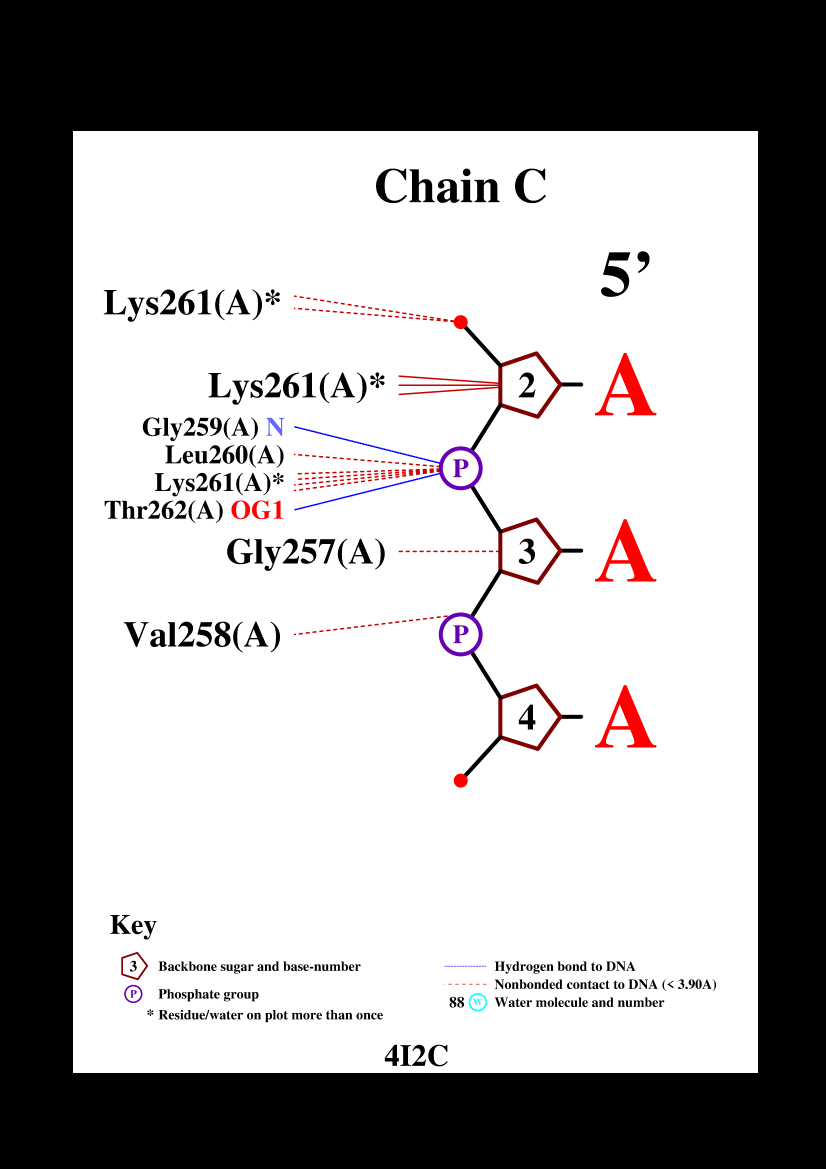 Chain C
5’
Lys261(A)*
Lys261(A)*
2
A
Gly259(A) N
Leu260(A)
P
Lys261(A)*
Thr262(A) OG1
Gly257(A)
3
A
Val258(A)
P
4
A
Key
3 Backbone sugar and base-number
P Phosphate group
* Residue/water on plot more than once
Hydrogen bond to DNA
Nonbonded contact to DNA (< 3.90A)
88 W Water molecule and number
4I2C